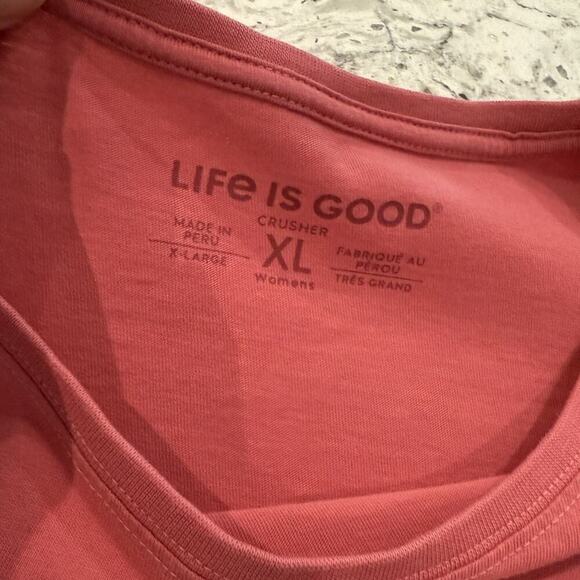 LIFe IS GOOD®
CRUSHER
MADE IN
PERU
X-LARGE
XL
Womens
FABRIQUÉ AU
PÉROU
TRÈS GRAND